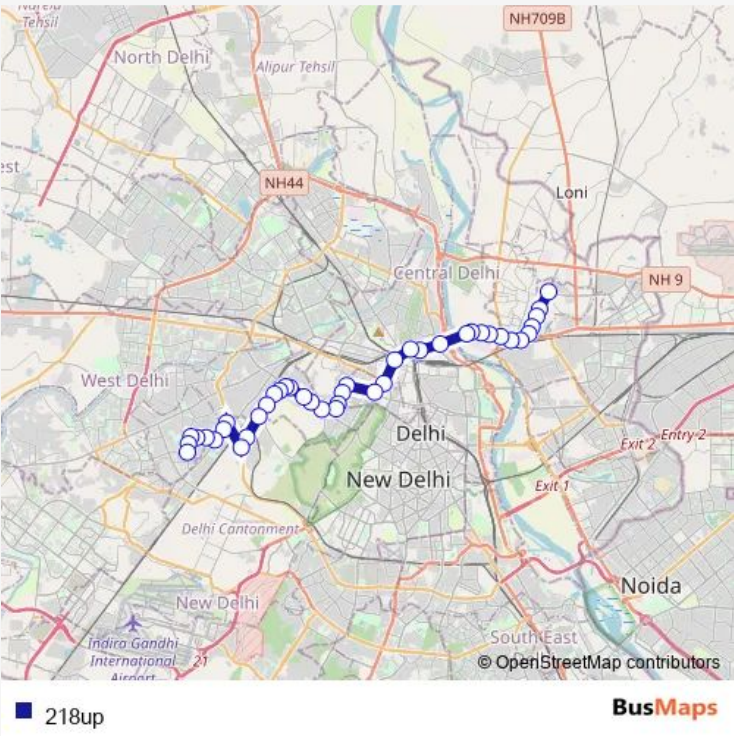 Narela
Tehsil
NH709B
North Delhi
Alipur Tehsil
est
NH44
Loni
Central Delhi
NH 9
West Delhi
Delhi
Exit 2
Entry 2
New Delhi
Exit 1
Delhi Cantonment
Noida
New Delhi
South East
Indira Gandhi
International
Airport
21
© OpenStreetMap contributors
218up
BusMaps